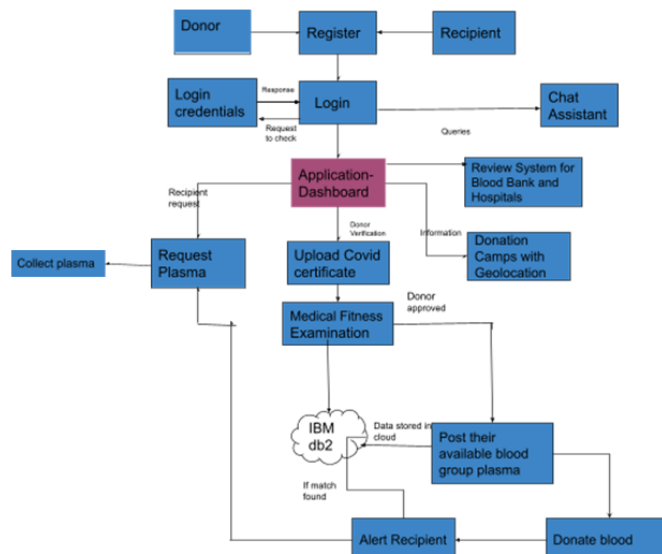 Donor
Register
Recipient
Login
credentials
Response
Login
Request
to check
Chat
Assistant
Queries
Application-
Dashboard
Review System for
Blood Bank and
Hospitals
Recipient
request
Donor
Verification
Information
Collect plasma
Request
Plasma
Upload Covid
certificate
Donation
Camps with
Geolocation
Medical Fitness
Examination
Donor
approved
IBM
db2
Data stored in
cloud
Post their
available blood
group plasma
If match
found
Alert Recipient
Donate blood